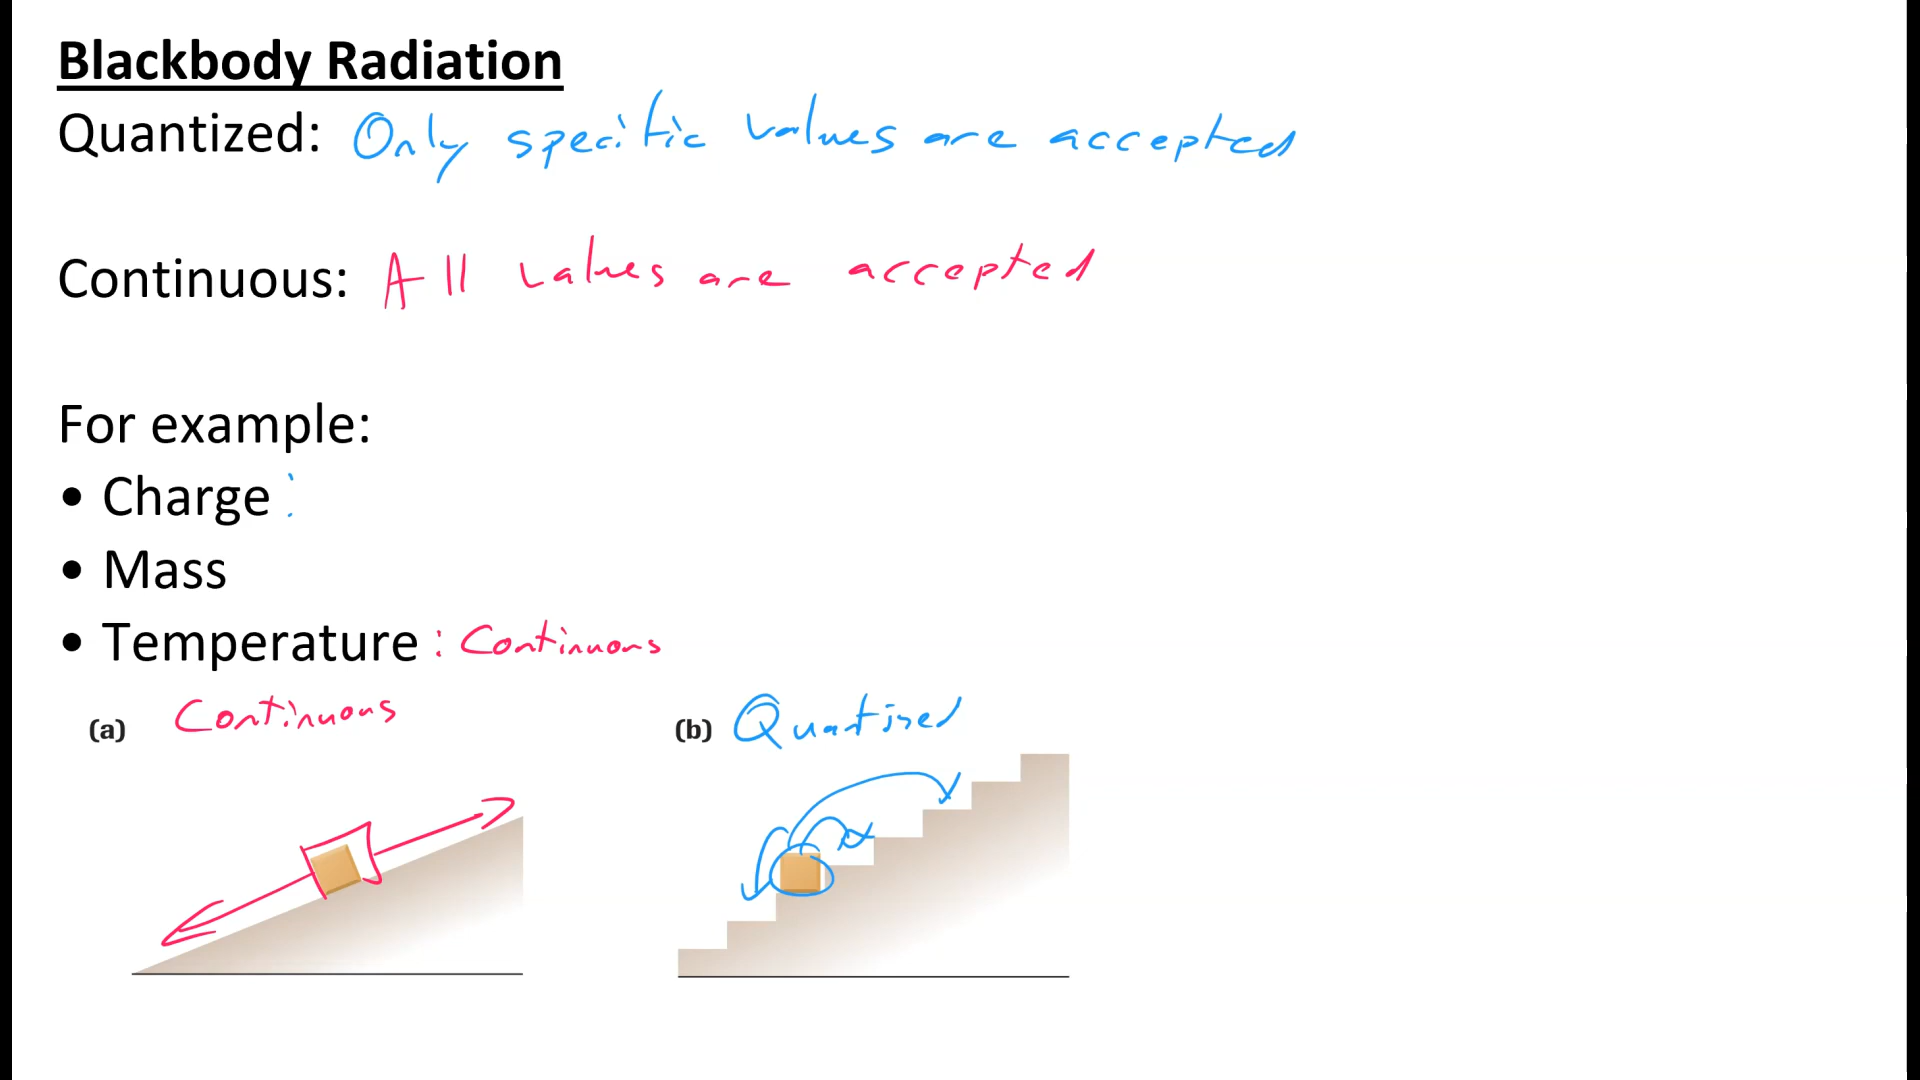 Blackbody Radiation
Quantized: Only specific values are accepted
Continuous: All values are accepted
For example:
• Charge :
• Mass
• Temperature : Continuous
(a) Continuous
(b) Quantized